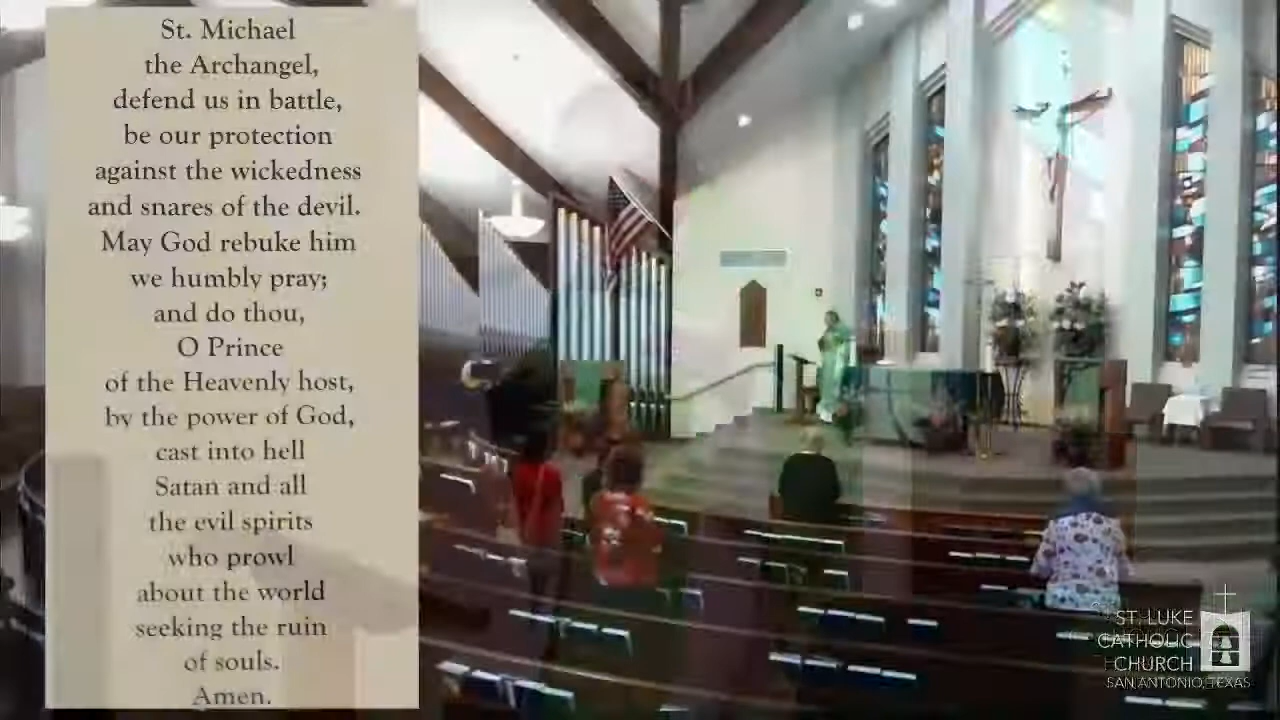 St. Michael
the Archangel,
defend us in battle,
be our protection
against the wickedness
and snares of the devil.
May God rebuke him
we humbly pray;
and do thou,
O Prince
of the Heavenly host,
by the power of God,
cast into hell
Satan and all
the evil spirits
who prowl
about the world
seeking the ruin
of souls.
Amen.
ST. LUKE
CATHOLIC
CHURCH
SAN ANTONIO, TEXAS